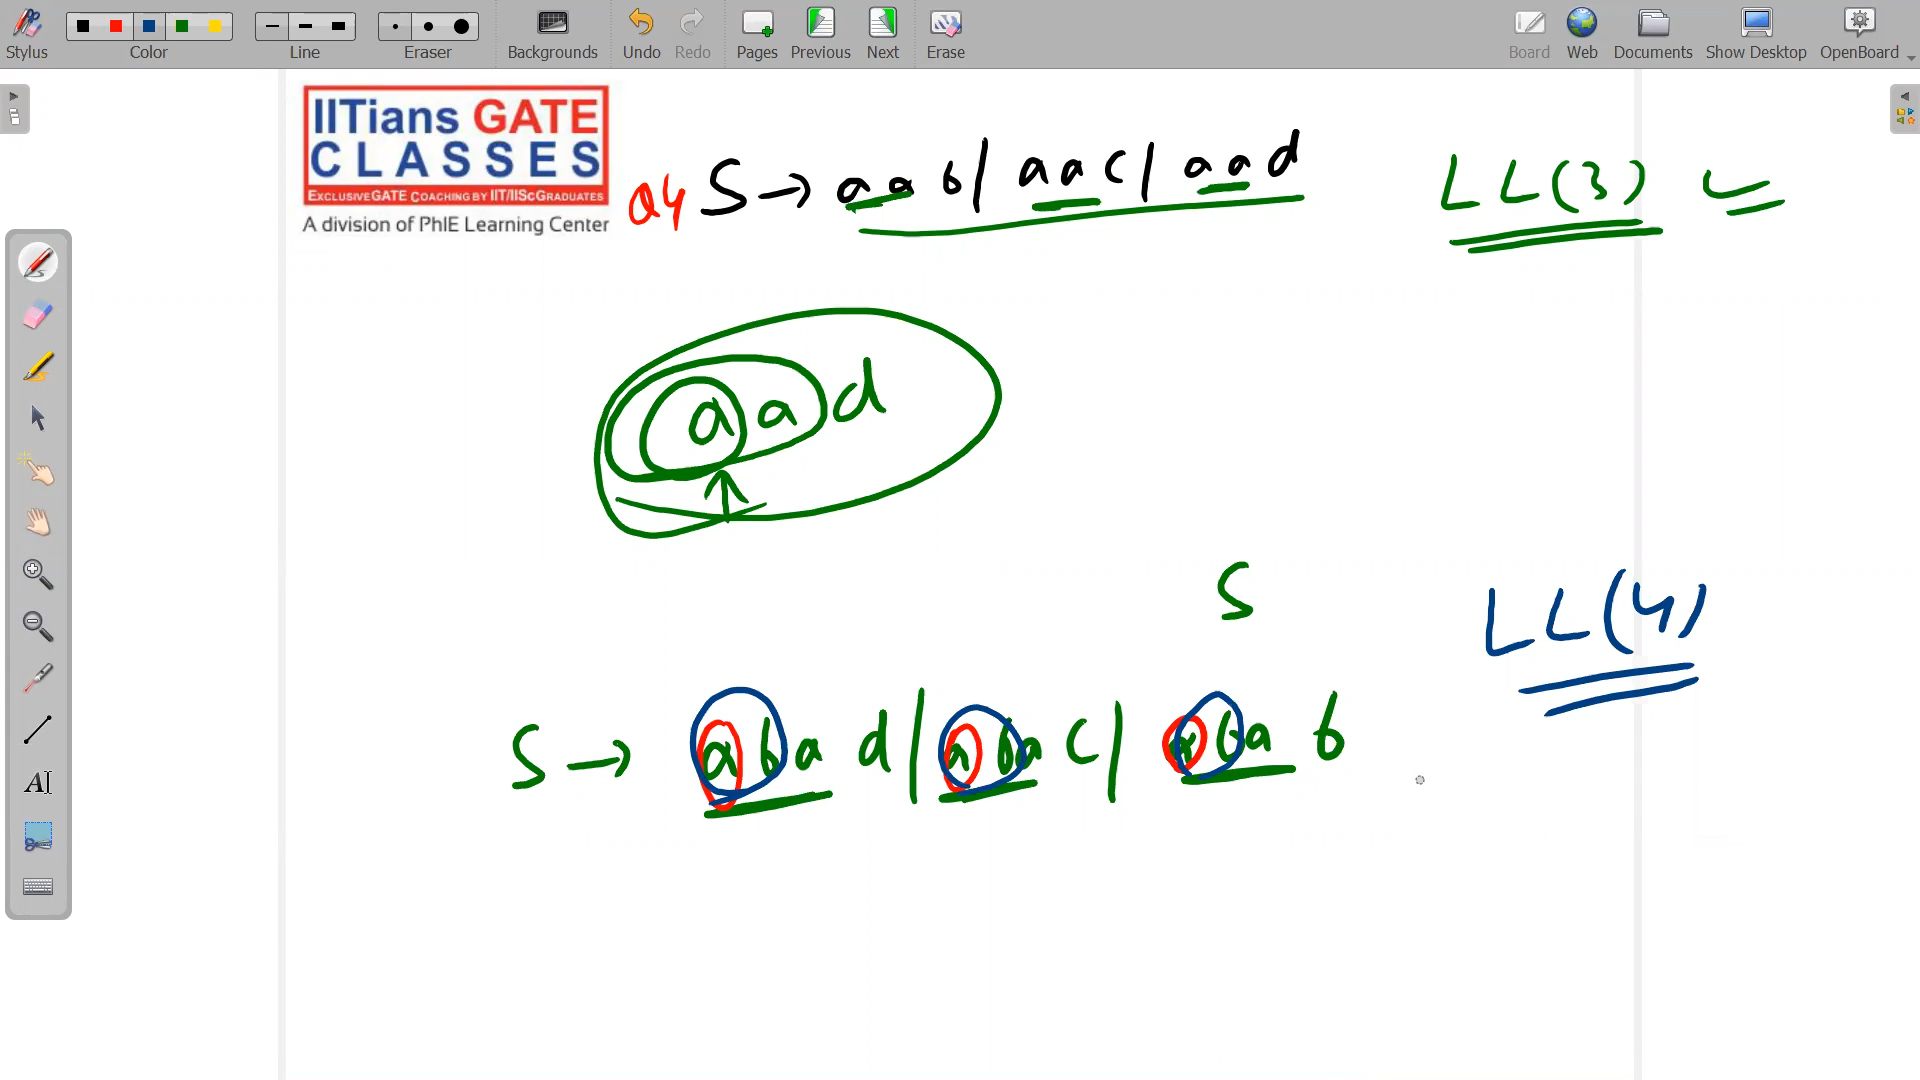 Stylus Color Line Eraser Backgrounds Undo Redo Pages Previous Next Erase Board Web Documents Show Desktop OpenBoard
IITians GATE
CLASSES
EXCLUSIVE GATE COACHING BY IIT/IISc GRADUATES
A division of PhIE Learning Center
Q4 S → aab | aac | aad LL(3)
aad
S
LL(4)
S → abad | abac | abab
A